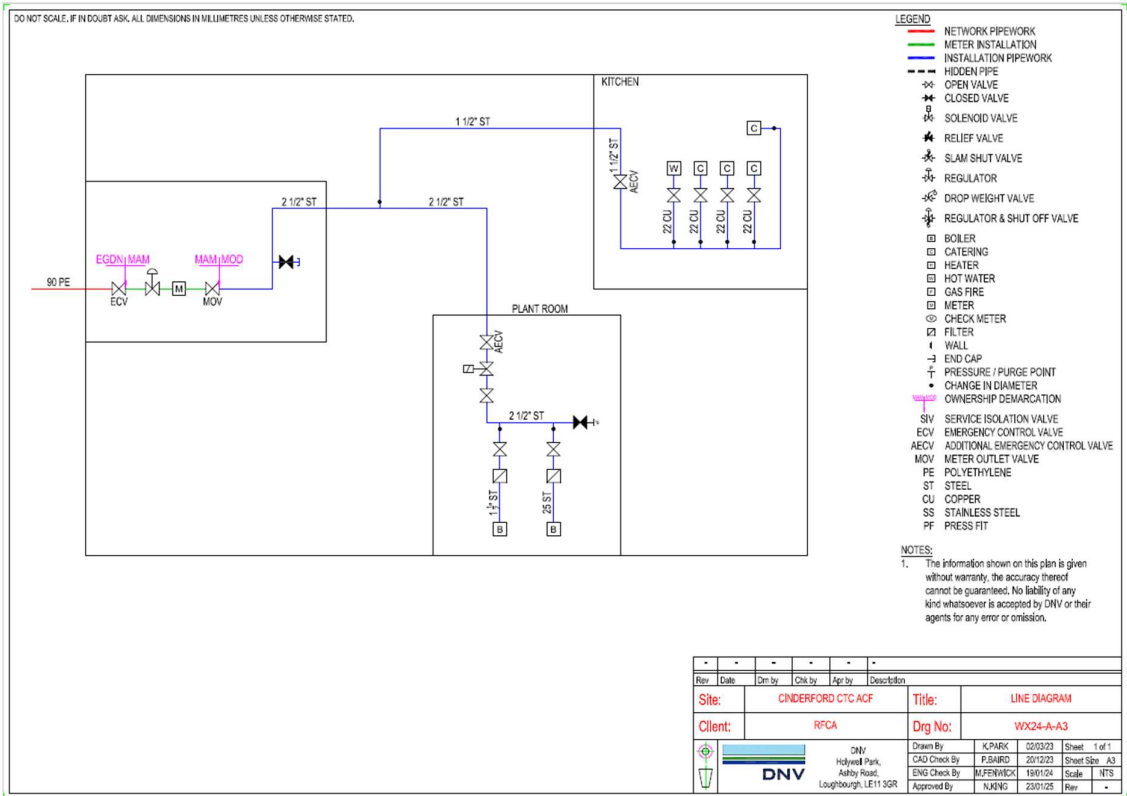 DO NOT SCALE. IF IN DOUBT ASK. ALL DIMENSIONS IN MILLIMETRES UNLESS OTHERWISE STATED.
KITCHEN
1 1/2" ST
C
1 1/2" ST
AECV
W
C
C
C
22 CU
22 CU
22 CU
22 CU
2 1/2" ST
2 1/2" ST
EGDN MAM
MAM MOD
90 PE
M
ECV
MOV
PLANT ROOM
AECV
2 1/2" ST
1 1/2" ST
25 ST
B
B
LEGEND
NETWORK PIPEWORK
METER INSTALLATION
INSTALLATION PIPEWORK
HIDDEN PIPE
OPEN VALVE
CLOSED VALVE
SOLENOID VALVE
RELIEF VALVE
SLAM SHUT VALVE
REGULATOR
DROP WEIGHT VALVE
REGULATOR & SHUT OFF VALVE
BOILER
CATERING
HEATER
HOT WATER
GAS FIRE
METER
CHECK METER
FILTER
WALL
END CAP
PRESSURE / PURGE POINT
CHANGE IN DIAMETER
OWNERSHIP DEMARCATION
SIV SERVICE ISOLATION VALVE
ECV EMERGENCY CONTROL VALVE
AECV ADDITIONAL EMERGENCY CONTROL VALVE
MOV METER OUTLET VALVE
PE POLYETHYLENE
ST STEEL
CU COPPER
SS STAINLESS STEEL
PF PRESS FIT
NOTES:
1. The information shown on this plan is given
without warranty, the accuracy thereof
cannot be guaranteed. No liability of any
kind whatsoever is accepted by DNV or their
agents for any error or omission.
- - - - - -
Rev Date Drn by Chk by Apr by Description
Site: CINDERFORD CTC ACF Title: LINE DIAGRAM
Client: RFCA Drg No: WX24-A-A3
DNV
DNV
Holywell Park,
Ashby Road,
Loughbourgh, LE11 3GR
Drawn By K.PARK 02/03/23 Sheet 1 of 1
CAD Check By P.BAIRD 20/12/23 Sheet Size A3
ENG Check By M.FENWICK 19/01/24 Scale NTS
Approved By N.KING 23/01/25 Rev -